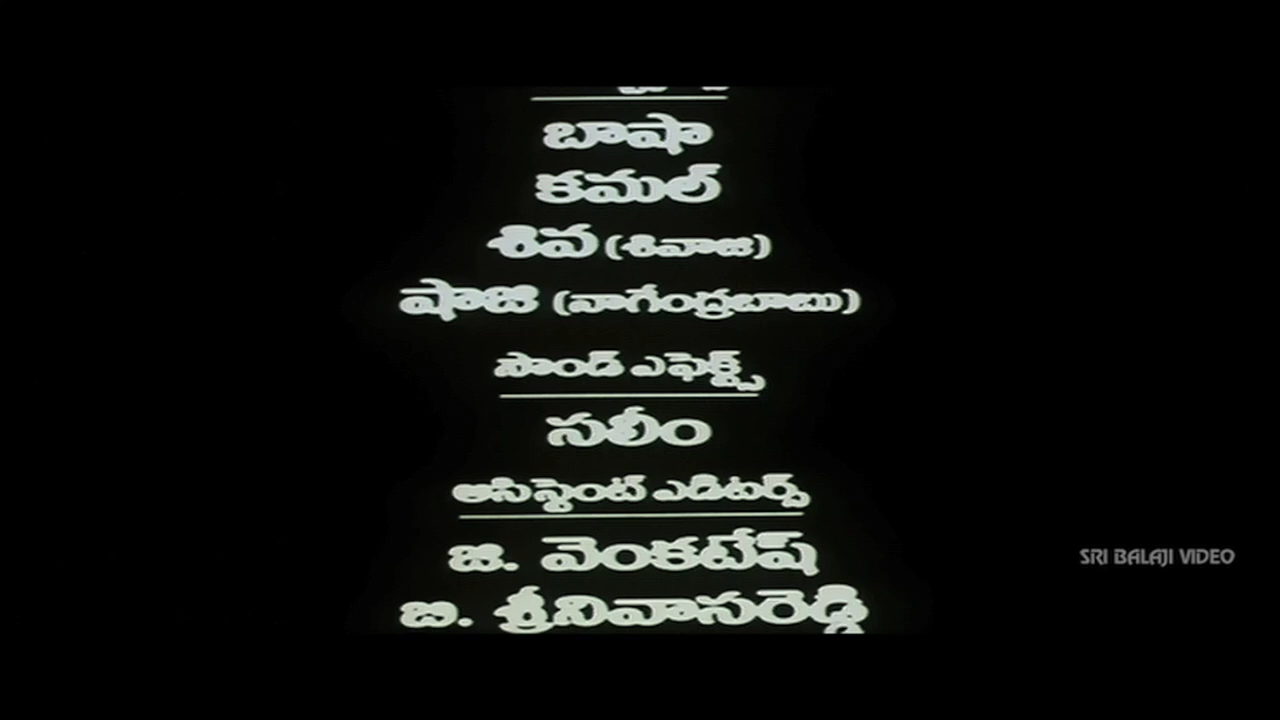 బాషా
కమల్
శివ (శివాజి)
షాజి (నాగేంద్రబాబు)
సౌండ్ ఎఫెక్ట్స్
సలీం
అసిస్టెంట్ ఎడిటర్స్
జి. వెంకటేష్
ఐ. శ్రీనివాసరెడ్డి
SRI BALAJI VIDEO